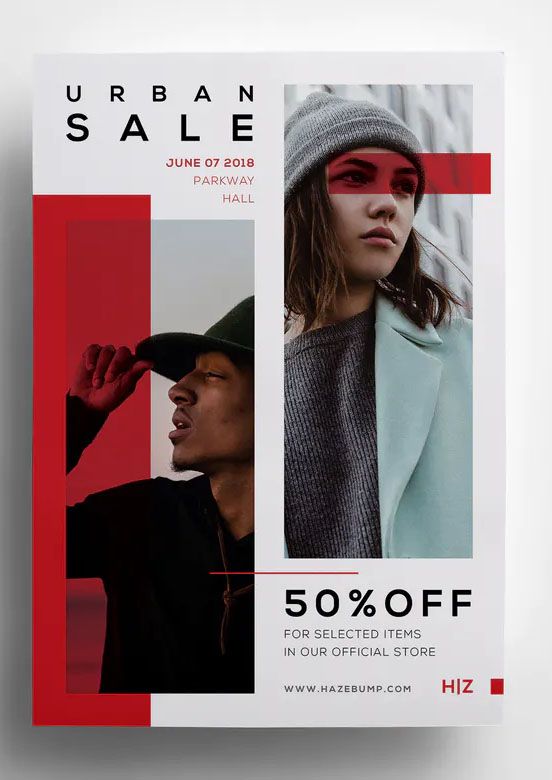 URBAN
SALE
JUNE 07 2018
PARKWAY
HALL
50%OFF
FOR SELECTED ITEMS
IN OUR OFFICIAL STORE
WWW.HAZEBUMP.COM
H|Z